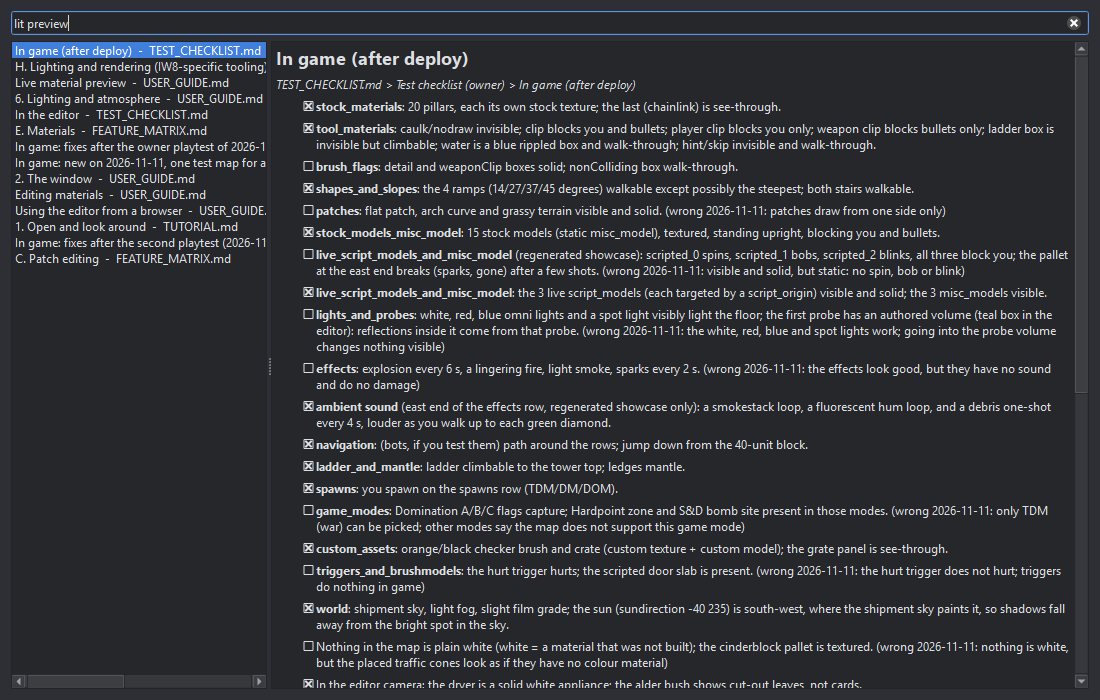 lit preview
In game (after deploy) - TEST_CHECKLIST.md
H. Lighting and rendering (IW8-specific tooling)
Live material preview - USER_GUIDE.md
6. Lighting and atmosphere - USER_GUIDE.md
In the editor - TEST_CHECKLIST.md
E. Materials - FEATURE_MATRIX.md
In game: fixes after the owner playtest of 2026-1
In game: new on 2026-11-11, one test map for a
2. The window - USER_GUIDE.md
Editing materials - USER_GUIDE.md
Using the editor from a browser - USER_GUIDE.
1. Open and look around - TUTORIAL.md
In game: fixes after the second playtest (2026-11
C. Patch editing - FEATURE_MATRIX.md
In game (after deploy)
TEST_CHECKLIST.md > Test checklist (owner) > In game (after deploy)
stock_materials: 20 pillars, each its own stock texture; the last (chainlink) is see-through.
tool_materials: caulk/nodraw invisible; clip blocks you and bullets; player clip blocks you only; weapon clip blocks bullets only; ladder box is
invisible but climbable; water is a blue rippled box and walk-through; hint/skip invisible and walk-through.
brush_flags: detail and weaponClip boxes solid; nonColliding box walk-through.
shapes_and_slopes: the 4 ramps (14/27/37/45 degrees) walkable except possibly the steepest; both stairs walkable.
patches: flat patch, arch curve and grassy terrain visible and solid. (wrong 2026-11-11: patches draw from one side only)
stock_models_misc_model: 15 stock models (static misc_model), textured, standing upright, blocking you and bullets.
live_script_models_and_misc_model (regenerated showcase): scripted_0 spins, scripted_1 bobs, scripted_2 blinks, all three block you; the pallet
at the east end breaks (sparks, gone) after a few shots. (wrong 2026-11-11: visible and solid, but static: no spin, bob or blink)
live_script_models_and_misc_model: the 3 live script_models (each targeted by a script_origin) visible and solid; the 3 misc_models visible.
lights_and_probes: white, red, blue omni lights and a spot light visibly light the floor; the first probe has an authored volume (teal box in the
editor): reflections inside it come from that probe. (wrong 2026-11-11: the white, red, blue and spot lights work; going into the probe volume
changes nothing visible)
effects: explosion every 6 s, a lingering fire, light smoke, sparks every 2 s. (wrong 2026-11-11: the effects look good, but they have no sound
and do no damage)
ambient sound (east end of the effects row, regenerated showcase only): a smokestack loop, a fluorescent hum loop, and a debris one-shot
every 4 s, louder as you walk up to each green diamond.
navigation: (bots, if you test them) path around the rows; jump down from the 40-unit block.
ladder_and_mantle: ladder climbable to the tower top; ledges mantle.
spawns: you spawn on the spawns row (TDM/DM/DOM).
game_modes: Domination A/B/C flags capture; Hardpoint zone and S&D bomb site present in those modes. (wrong 2026-11-11: only TDM
(war) can be picked; other modes say the map does not support this game mode)
custom_assets: orange/black checker brush and crate (custom texture + custom model); the grate panel is see-through.
triggers_and_brushmodels: the hurt trigger hurts; the scripted door slab is present. (wrong 2026-11-11: the hurt trigger does not hurt; triggers
do nothing in game)
world: shipment sky, light fog, slight film grade; the sun (sundirection -40 235) is south-west, where the shipment sky paints it, so shadows fall
away from the bright spot in the sky.
Nothing in the map is plain white (white = a material that was not built); the cinderblock pallet is textured. (wrong 2026-11-11: nothing is white,
but the placed traffic cones look as if they have no colour material)
In the editor camera: the dryer is a solid white appliance; the alder bush shows cut-out leaves, not cards.